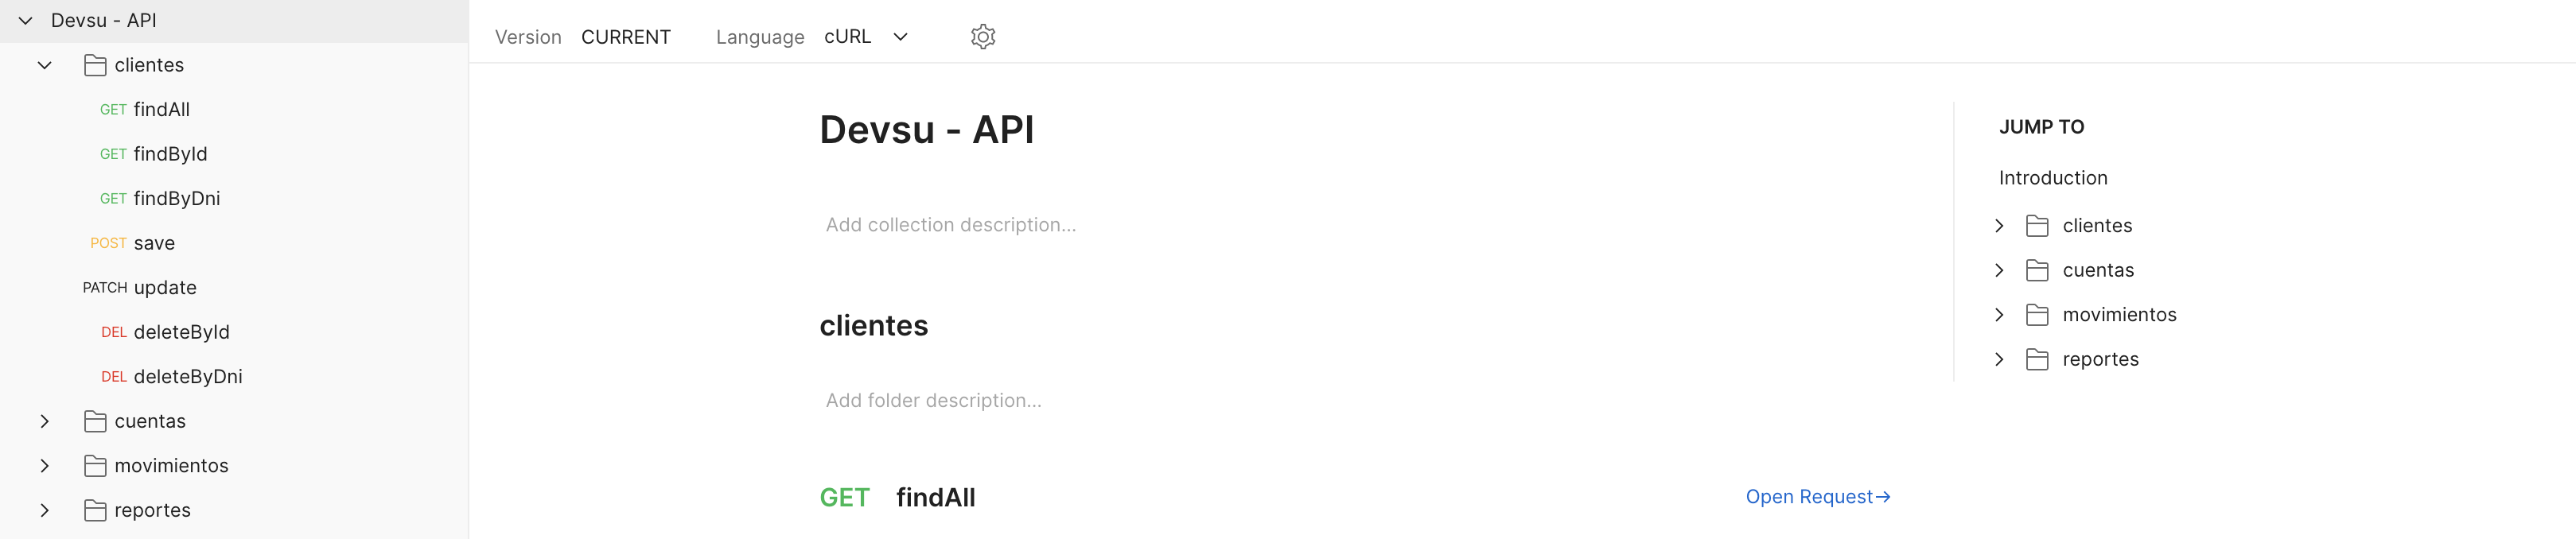 Devsu - API
clientes
GET findAll
GET findById
GET findByDni
POST save
PATCH update
DEL deleteById
DEL deleteByDni
cuentas
movimientos
reportes
Version CURRENT Language cURL
Devsu - API
Add collection description...
clientes
Add folder description...
GET findAll
Open Request→
JUMP TO
Introduction
clientes
cuentas
movimientos
reportes